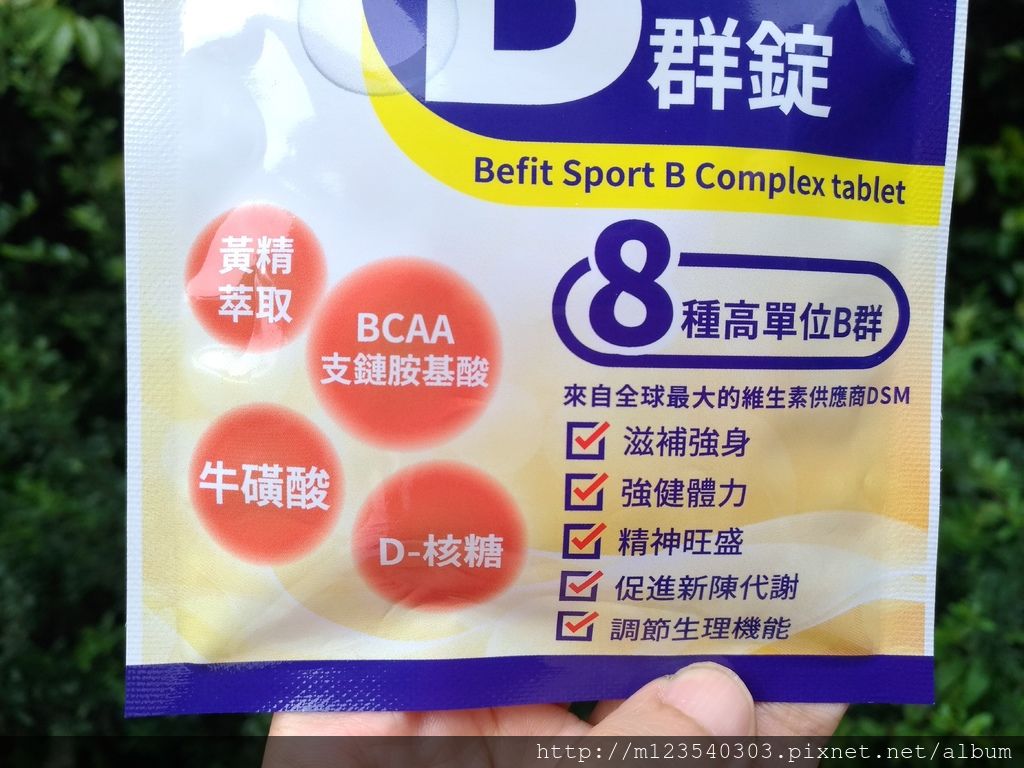 B群錠
Befit Sport B Complex tablet
黃精
萃取
BCAA
支鏈胺基酸
牛磺酸
D-核糖
8種高單位B群
來自全球最大的維生素供應商DSM
滋補強身
強健體力
精神旺盛
促進新陳代謝
調節生理機能
http://m123540303.pixnet.net/album